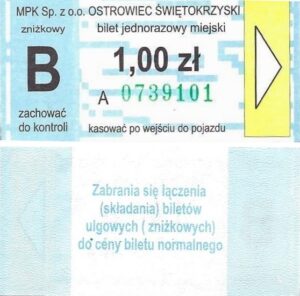 MPK Sp. z o.o. OSTROWIEC ŚWIĘTOKRZYSKI
zniżkowy
bilet jednorazowy miejski
B
1,00 zł
A 0739101
zachować
do kontroli
kasować po wejściu do pojazdu
Zabrania się łączenia
(składania) biletów
ulgowych ( zniżkowych)
do ceny biletu normalnego